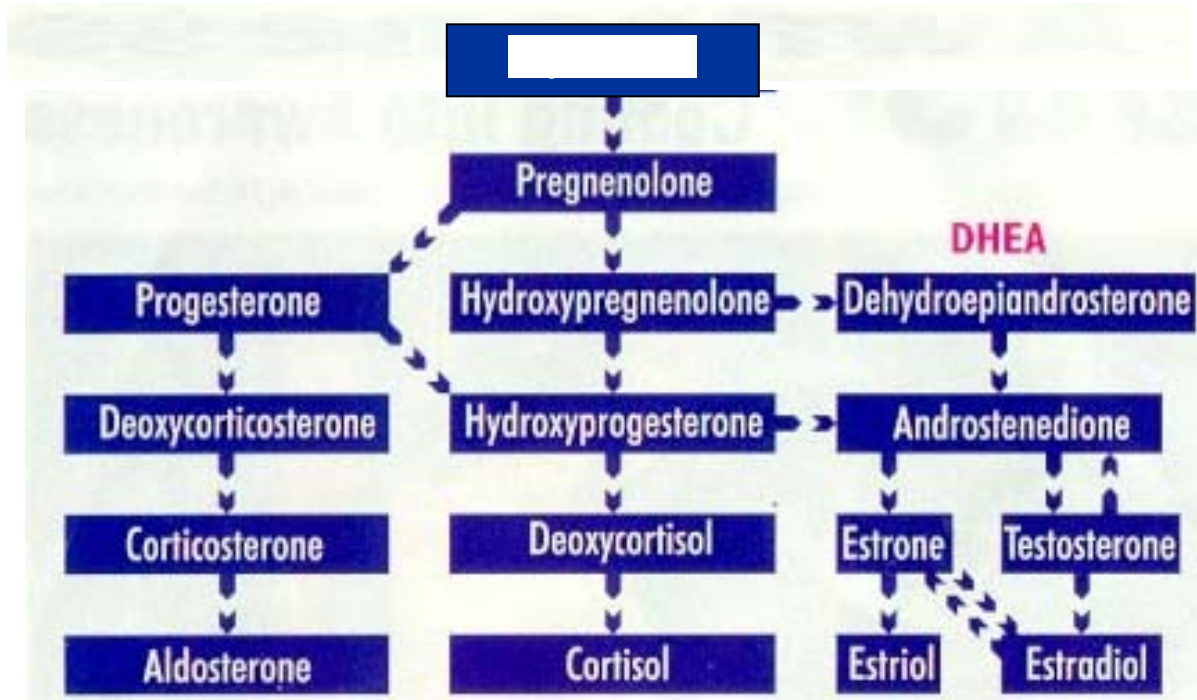 Pregnenolone
DHEA
Progesterone
Hydroxypregnenolone
Dehydroepiandrosterone
Deoxycorticosterone
Hydroxyprogesterone
Androstenedione
Corticosterone
Deoxycortisol
Estrone
Testosterone
Aldosterone
Cortisol
Estriol
Estradiol